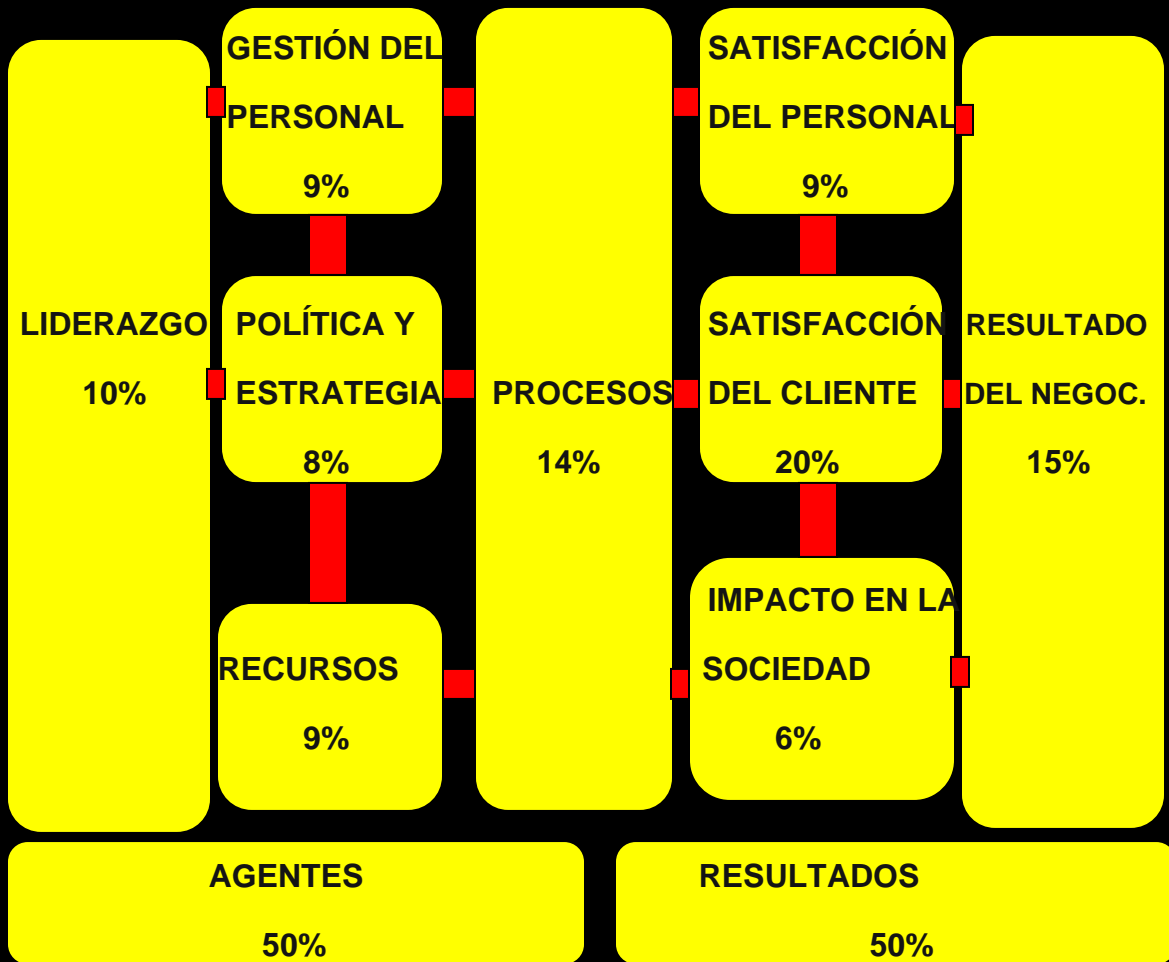 GESTIÓN DEL
PERSONAL
9%
SATISFACCIÓN
DEL PERSONAL
9%
LIDERAZGO
10%
POLÍTICA Y
ESTRATEGIA
8%
PROCESOS
14%
SATISFACCIÓN
DEL CLIENTE
20%
RESULTADO
DEL NEGOC.
15%
RECURSOS
9%
IMPACTO EN LA
SOCIEDAD
6%
AGENTES
50%
RESULTADOS
50%